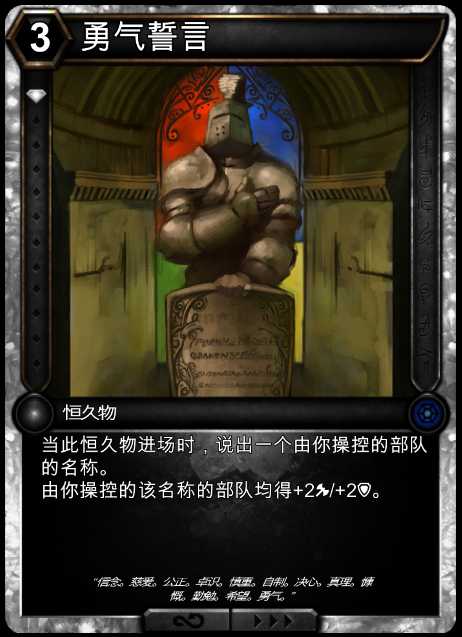 3
勇气誓言
恒久物
当此恒久物进场时，说出一个由你操控的部队
的名称。
由你操控的该名称的部队均得+2/+2。
“信念。慈爱。公正。卓识。慎重。自制。决心。真理。慷
慨。勤勉。希望。勇气。”